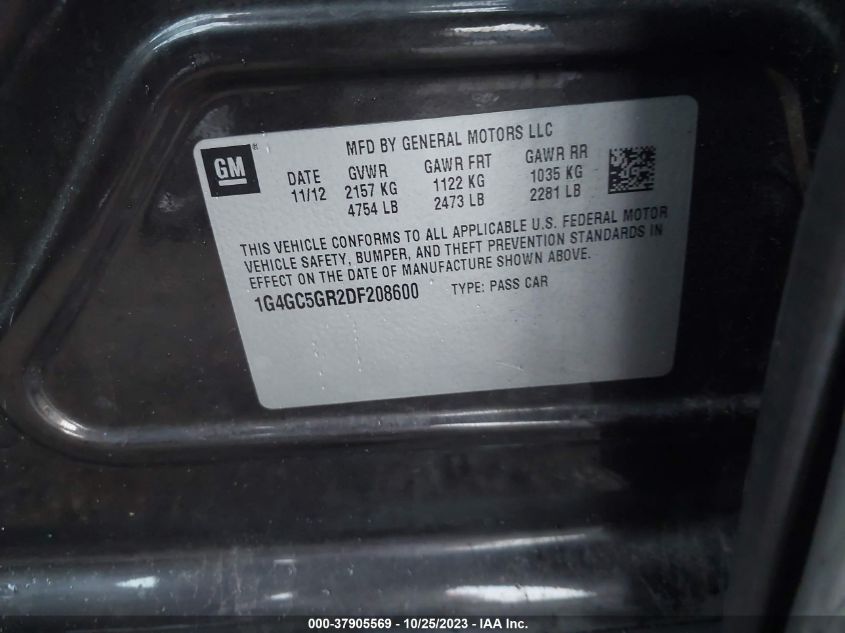 MFD BY GENERAL MOTORS LLC
GM®
DATE GVWR GAWR FRT GAWR RR
11/12 2157 KG 1122 KG 1035 KG
4754 LB 2473 LB 2281 LB
THIS VEHICLE CONFORMS TO ALL APPLICABLE U.S. FEDERAL MOTOR
VEHICLE SAFETY, BUMPER, AND THEFT PREVENTION STANDARDS IN
EFFECT ON THE DATE OF MANUFACTURE SHOWN ABOVE.
1G4GC5GR2DF208600 TYPE: PASS CAR
000-37905569 - 10/25/2023 - IAAI Inc.